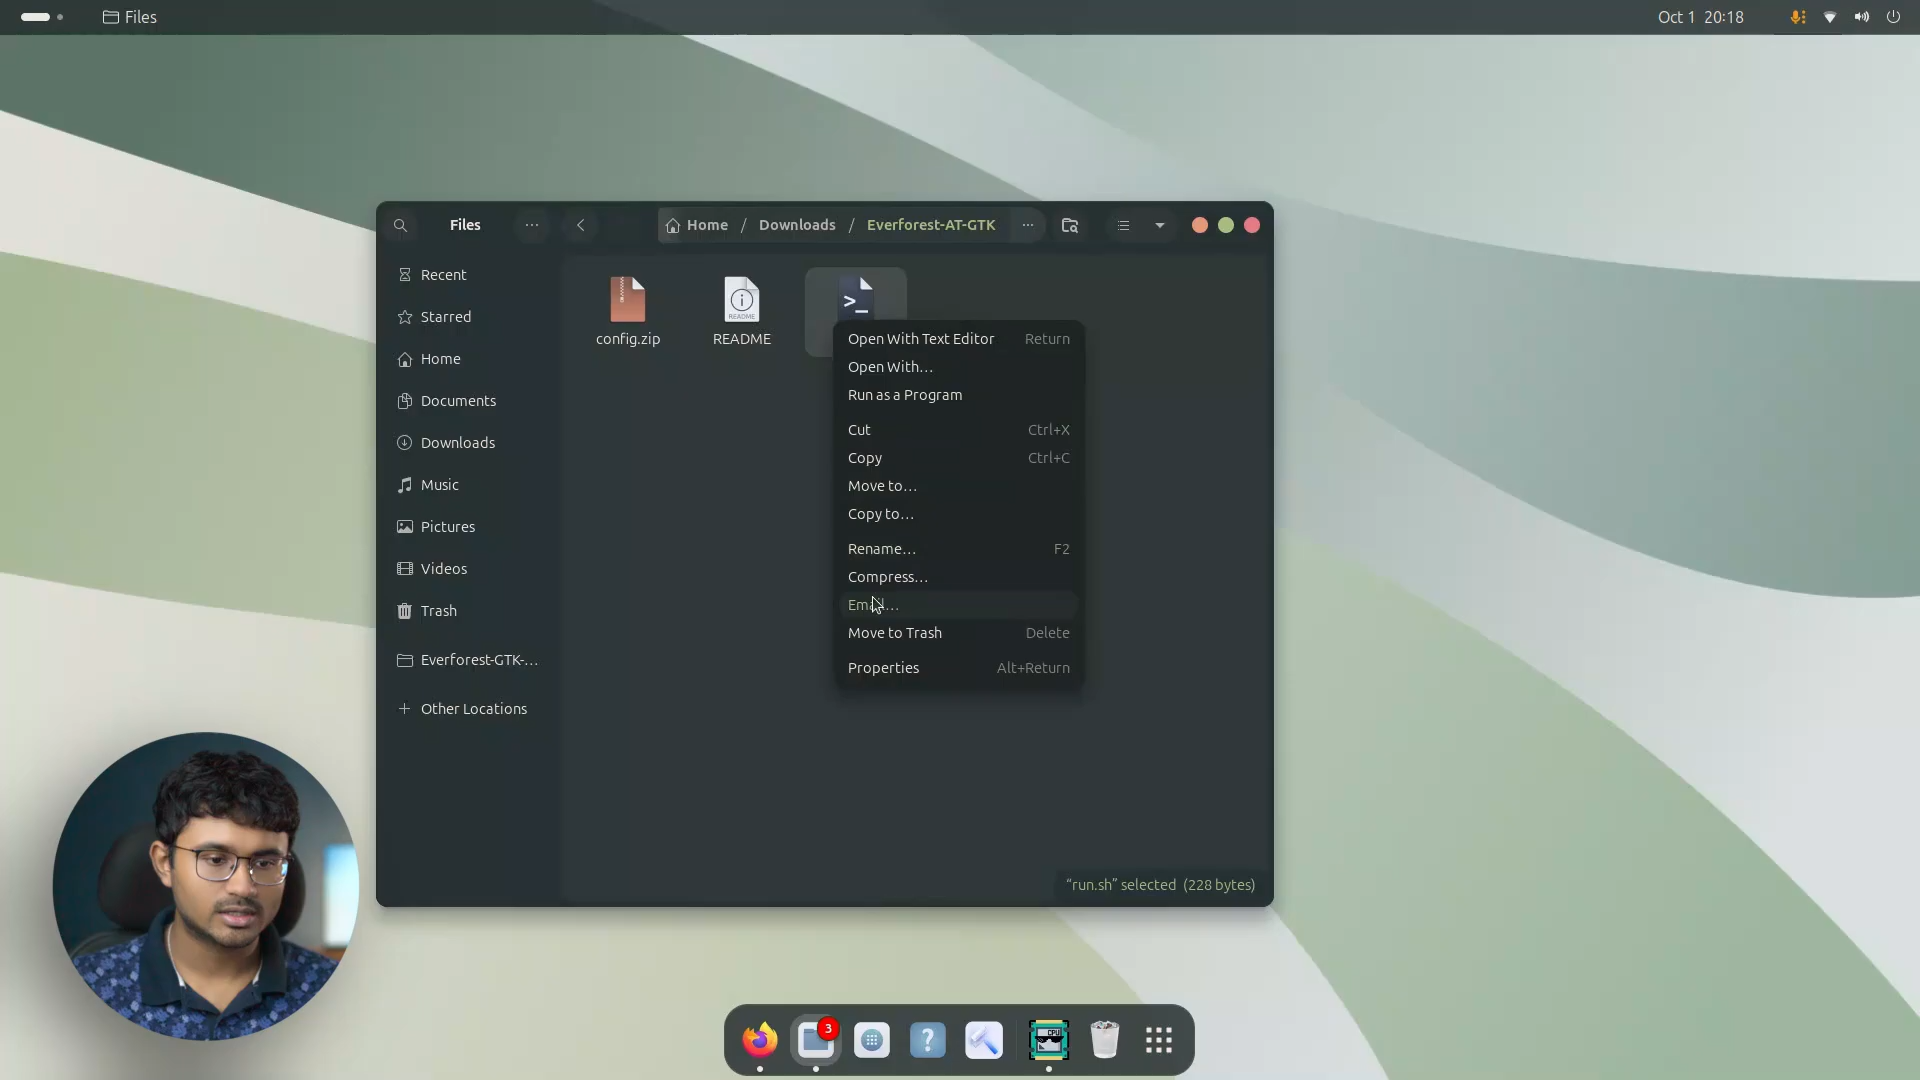 Files
Oct 1 20:18
Files
Home / Downloads / Everforest-AT-GTK
Recent
Starred
Home
Documents
Downloads
Music
Pictures
Videos
Trash
Everforest-GTK-...
Other Locations
config.zip
README
README
>_
Open With Text Editor Return
Open With...
Run as a Program
Cut Ctrl+X
Copy Ctrl+C
Move to...
Copy to...
Rename... F2
Compress...
Email...
Move to Trash Delete
Properties Alt+Return
“run.sh” selected (228 bytes)
3
?
CPU